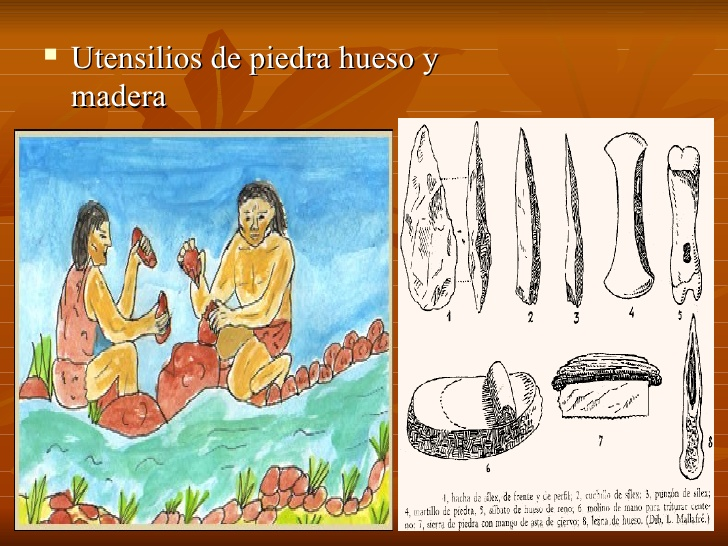 Utensilios de piedra hueso y
madera
1
2
3
4
5
6
7
8
1, hacha de sílex, de frente y de perfil; 2, cuchillo de sílex; 3, punzón de sílex;
4, martillo de piedra, 5, silbato de hueso de reno; 6 molino de mano para triturar cente-
no: 7, sierra de piedra con mango de asta de ciervo; 8, lezna de hueso. (Dib, L. Mallafré.)